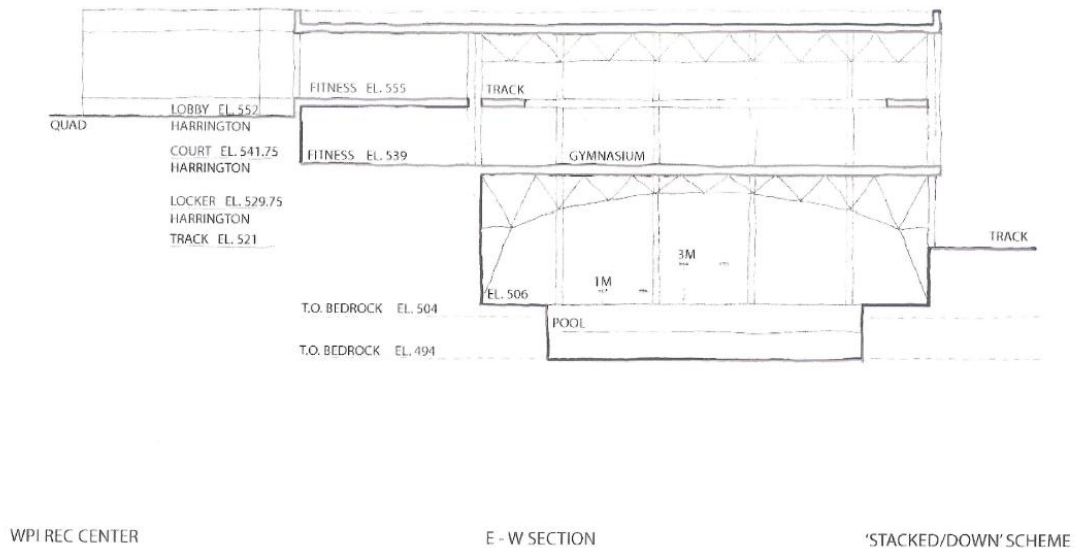 FITNESS EL. 555
TRACK
LOBBY EL. 552
HARRINGTON
QUAD
COURT EL. 541.75
HARRINGTON
FITNESS EL. 539
GYMNASIUM
LOCKER EL. 529.75
HARRINGTON
TRACK EL. 521
TRACK
3M
1M
EL. 506
T.O. BEDROCK EL. 504
POOL
T.O. BEDROCK EL. 494
WPI REC CENTER
E - W SECTION
'STACKED/DOWN' SCHEME